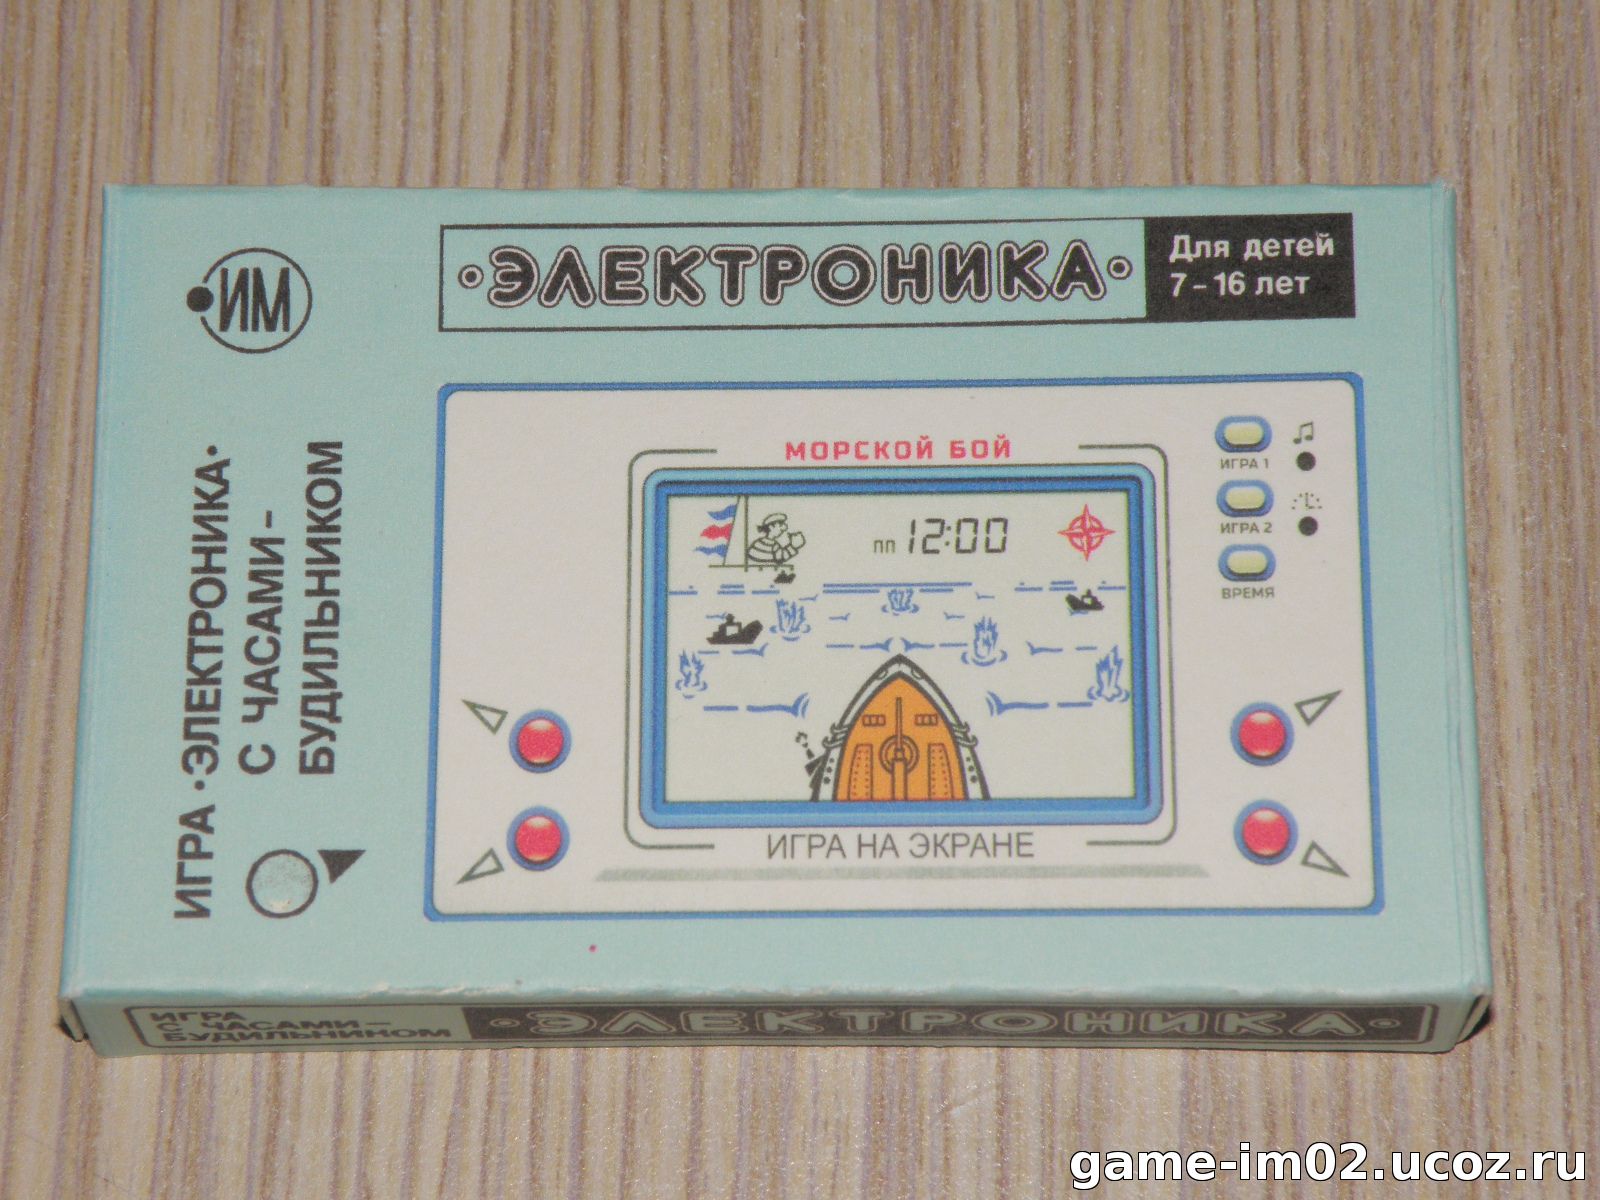 ИМ
·ЭЛЕКТРОНИКА·
Для детей
7 - 16 лет
ИГРА ·ЭЛЕКТРОНИКА·
С ЧАСАМИ –
БУДИЛЬНИКОМ
МОРСКОЙ БОЙ
ПП 12:00
ИГРА 1
ИГРА 2
ВРЕМЯ
ИГРА НА ЭКРАНЕ
ИГРА
С ЧАСАМИ –
БУДИЛЬНИКОМ
·ЭЛЕКТРОНИКА·
game-im02.ucoz.ru